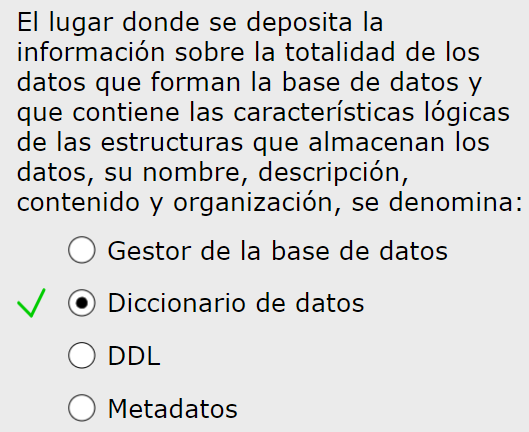 El lugar donde se deposita la
información sobre la totalidad de los
datos que forman la base de datos y
que contiene las características lógicas
de las estructuras que almacenan los
datos, su nombre, descripción,
contenido y organización, se denomina:
Gestor de la base de datos
Diccionario de datos
DDL
Metadatos